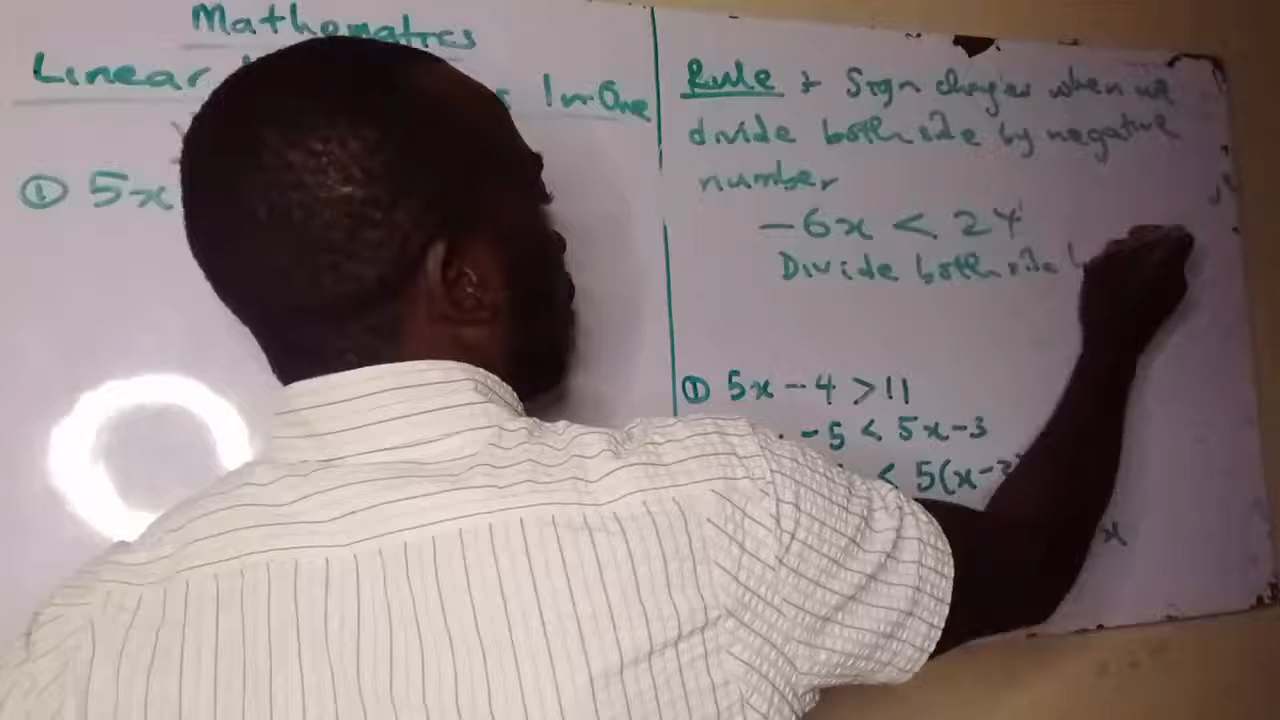 Mathematics
Linear
In One
① 5x
Rule : Sign changes when we
divide both side by negative
number
-6x < 24
Divide both side
① 5x - 4 > 11
- 5 < 5x - 3
< 5(x - 2)
x